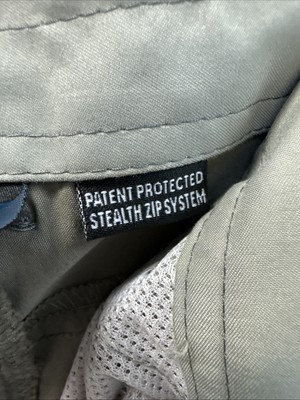 PATENT PROTECTED
STEALTH ZIP SYSTEM